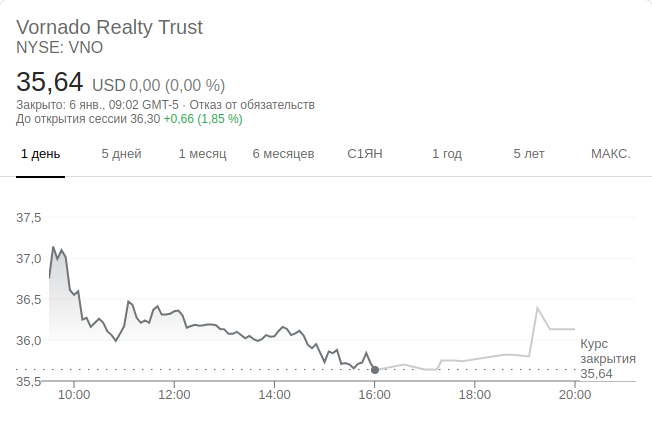 Vornado Realty Trust
NYSE: VNO
35,64 USD 0,00 (0,00 %)
Закрыто: 6 янв., 09:02 GMT-5 · Отказ от обязательств
До открытия сессии 36,30 +0,66 (1,85 %)
1 день 5 дней 1 месяц 6 месяцев С1ЯН 1 год 5 лет МАКС.
37,5
37,0
36,5
36,0
Курс
закрытия
35,64
35,5
10:00 12:00 14:00 16:00 18:00 20:00